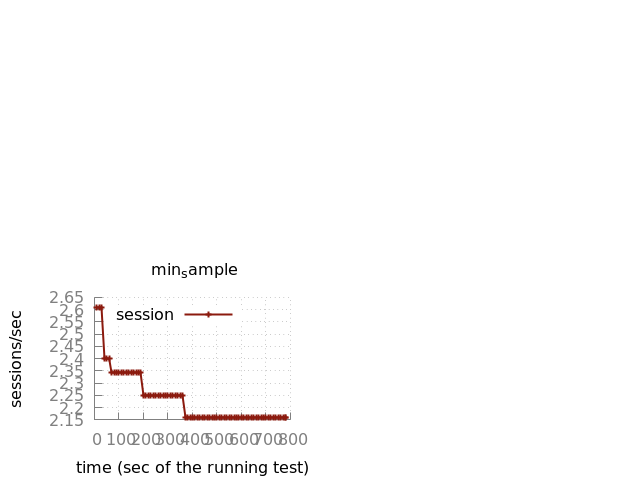 min_sample
2.65
2.6
2.55
2.5
2.45
2.4
2.35
2.3
2.25
2.2
2.15
sessions/sec
session
0 100 200 300 400 500 600 700 800
time (sec of the running test)